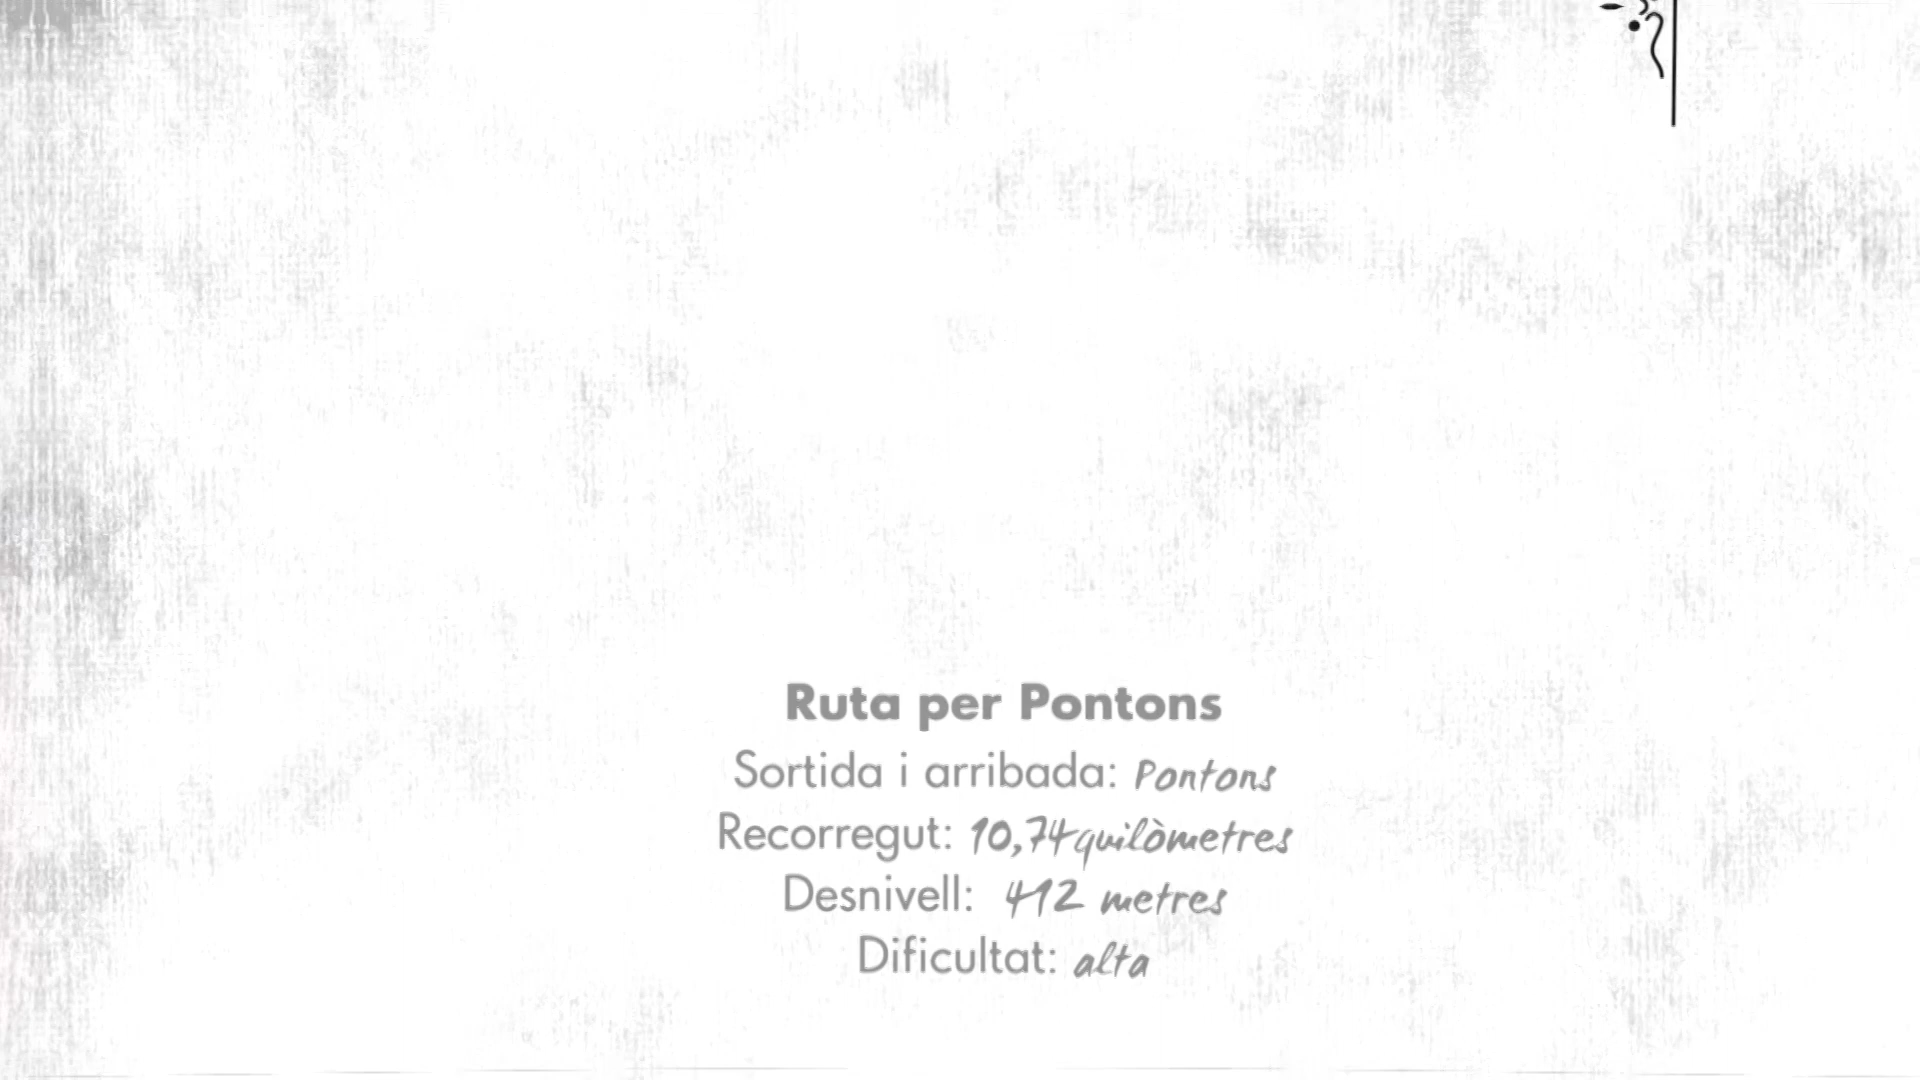 Ruta per Pontons
Sortida i arribada: Pontons
Recorregut: 10,74 quilòmetres
Desnivell: 412 metres
Dificultat: alta